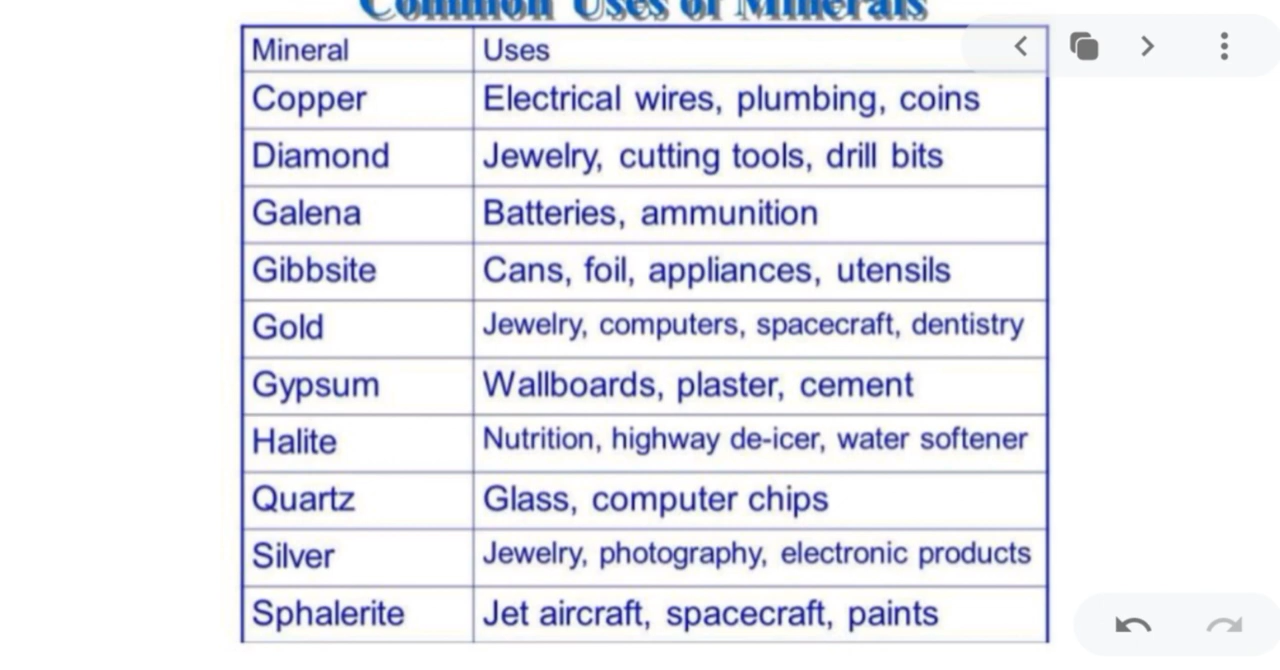 Common Uses of Minerals
Mineral Uses
Copper Electrical wires, plumbing, coins
Diamond Jewelry, cutting tools, drill bits
Galena Batteries, ammunition
Gibbsite Cans, foil, appliances, utensils
Gold Jewelry, computers, spacecraft, dentistry
Gypsum Wallboards, plaster, cement
Halite Nutrition, highway de-icer, water softener
Quartz Glass, computer chips
Silver Jewelry, photography, electronic products
Sphalerite Jet aircraft, spacecraft, paints